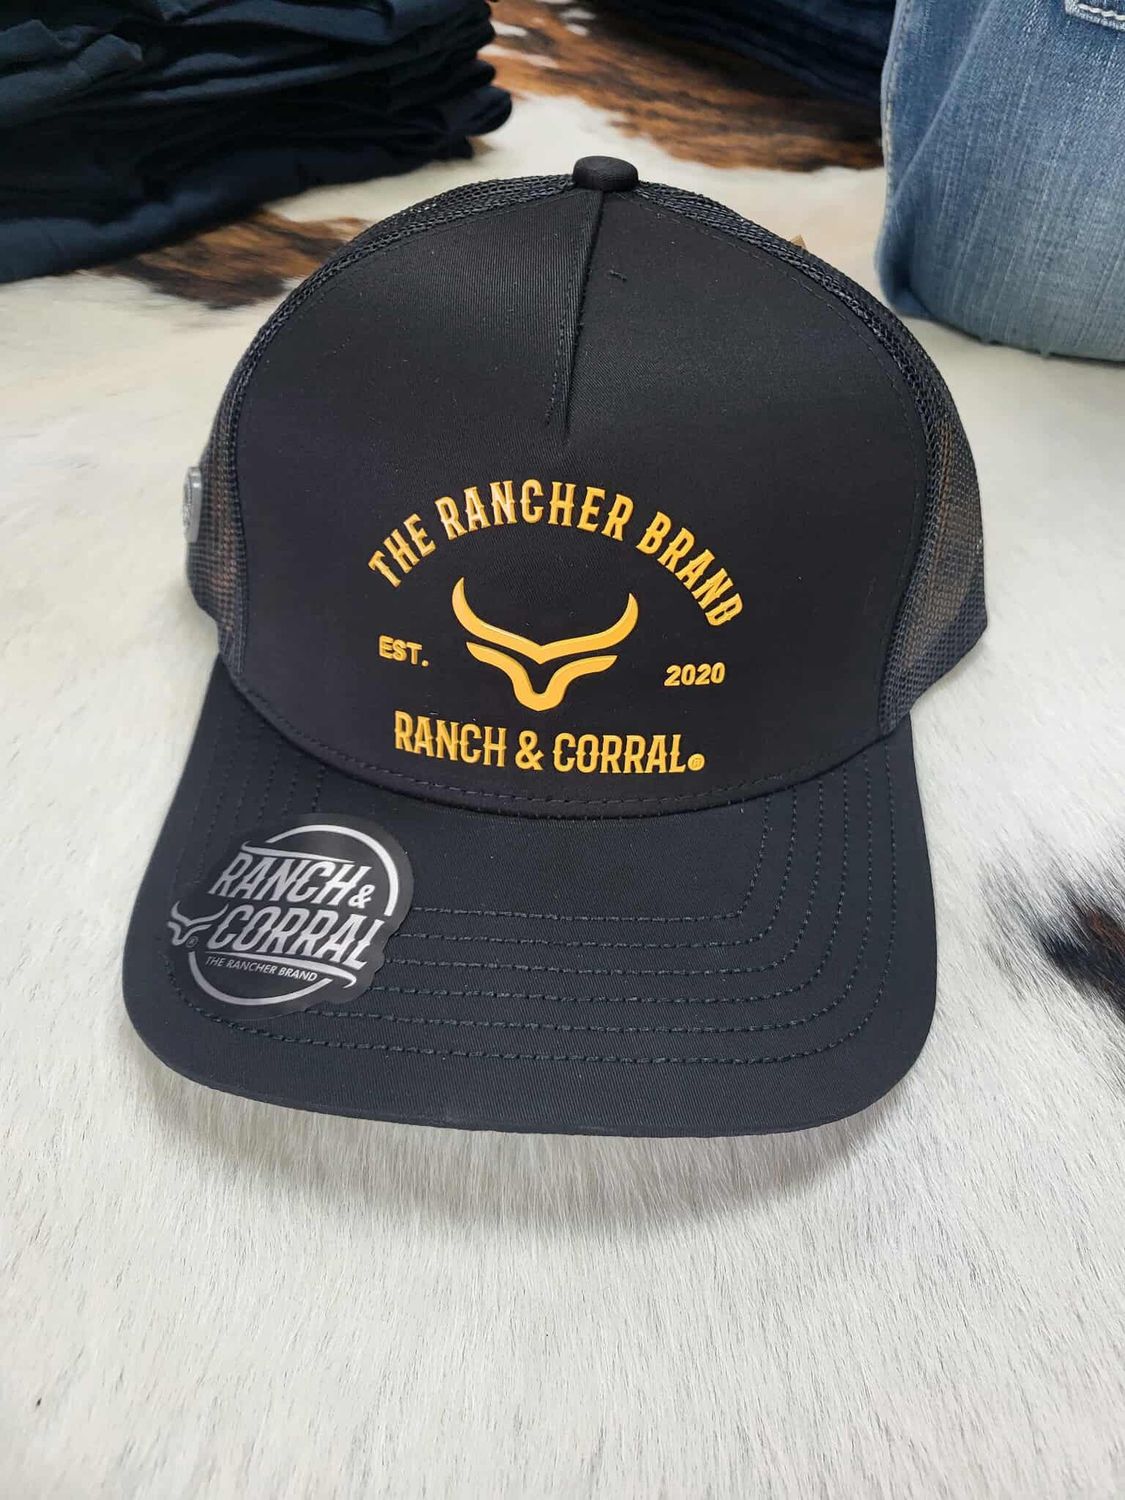 THE RANCHER BRAND
EST. 2020
RANCH & CORRAL®
RANCH &
CORRAL
THE RANCHER BRAND